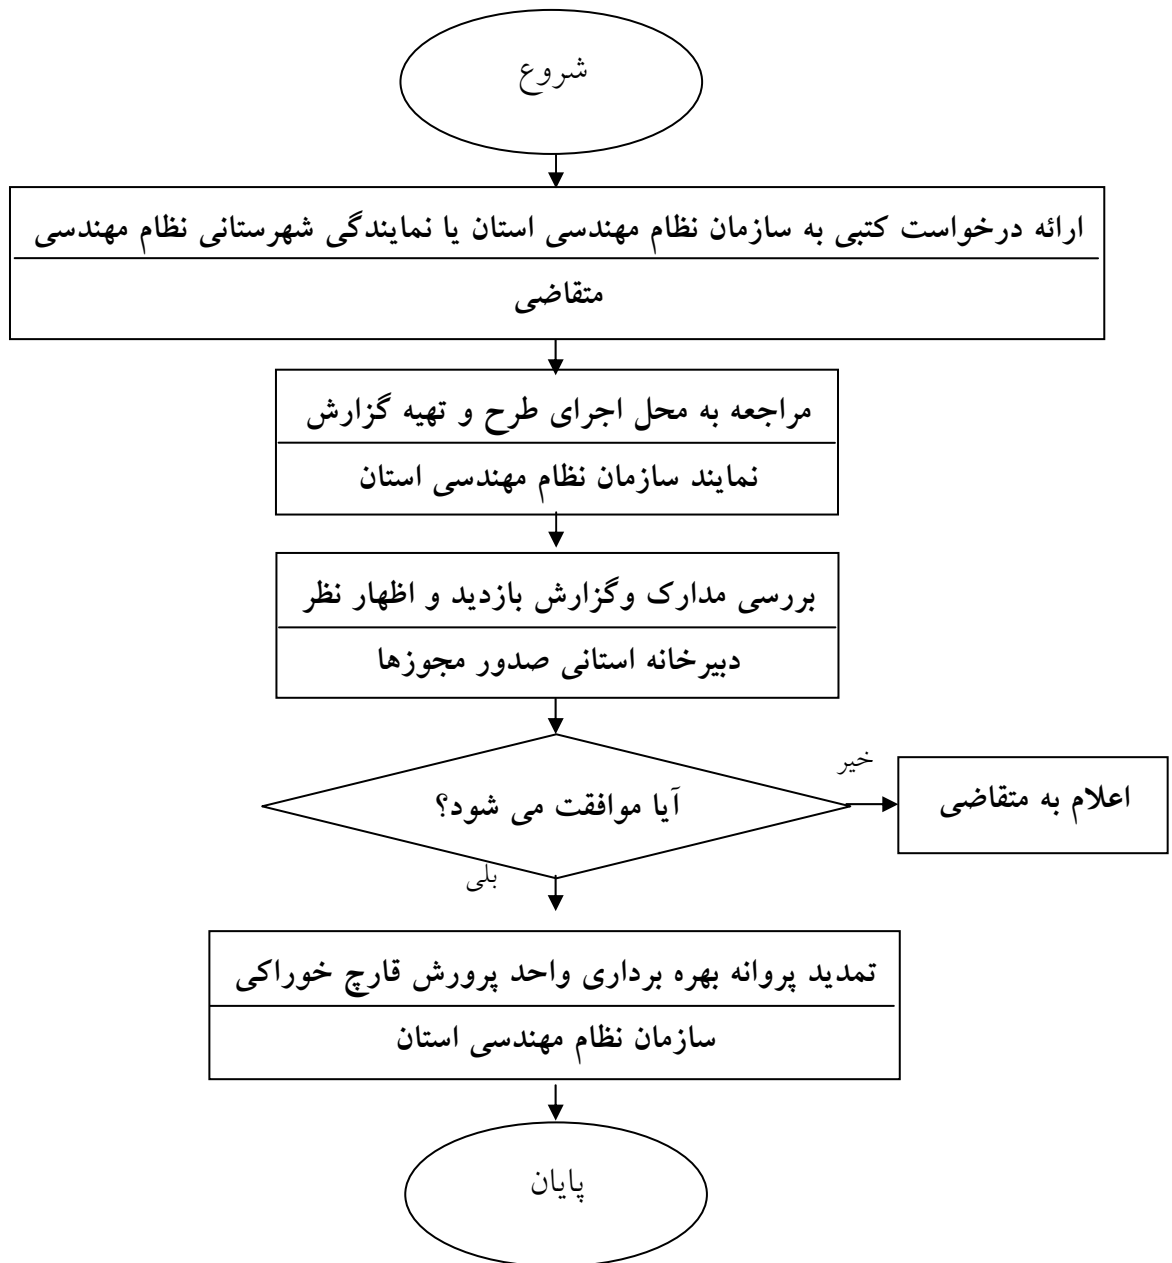 شروع
ارائه درخواست کتبی به سازمان نظام مهندسی استان یا نمایندگی شهرستانی نظام مهندسی
متقاضی
مراجعه به محل اجرای طرح و تهیه گزارش
نمایند سازمان نظام مهندسی استان
بررسی مدارک وگزارش بازدید و اظهار نظر
دبیرخانه استانی صدور مجوزها
آیا موافقت می شود؟
خیر
اعلام به متقاضی
بلی
تمدید پروانه بهره برداری واحد پرورش قارچ خوراکی
سازمان نظام مهندسی استان
پایان